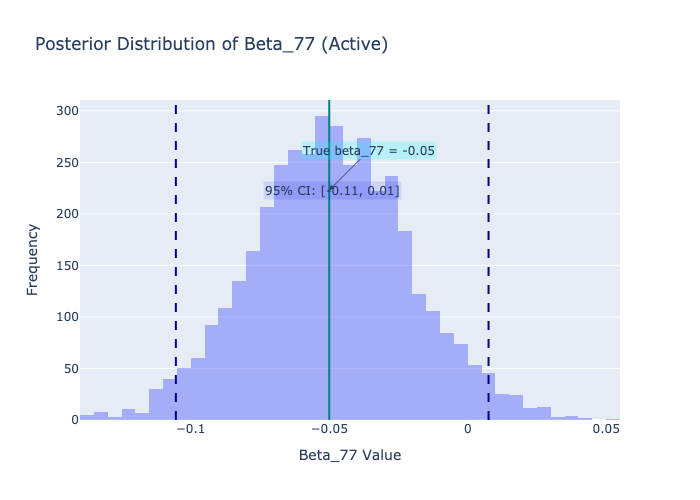 Posterior Distribution of Beta_77 (Active)
300
250
200
150
100
50
0
Frequency
True beta_77 = -0.05
95% CI: [-0.11, 0.01]
−0.1
−0.05
0
0.05
Beta_77 Value